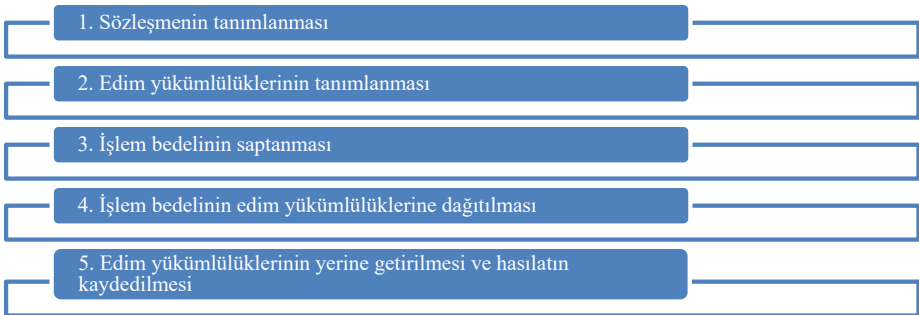 1. Sözleşmenin tanımlanması
2. Edim yükümlülüklerinin tanımlanması
3. İşlem bedelinin saptanması
4. İşlem bedelinin edim yükümlülüklerine dağıtılması
5. Edim yükümlülüklerinin yerine getirilmesi ve hasılatın
kaydedilmesi